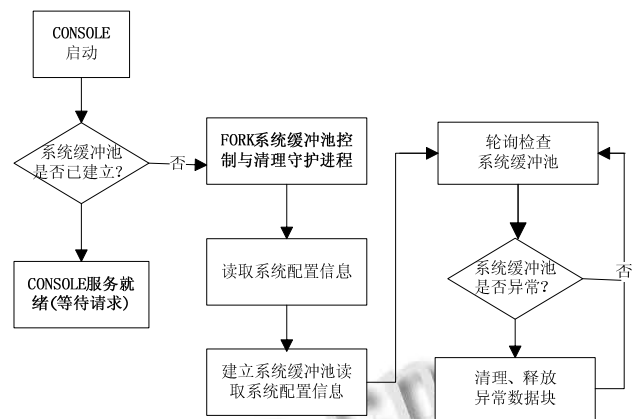 CONSOLE
启动
系统缓冲池
是否已建立？
否
CONSOLE服务就
绪(等待请求)
FORK系统缓冲池控
制与清理守护进程
读取系统配置信息
建立系统缓冲池读
取系统配置信息
轮询检查
系统缓冲池
系统缓冲池
是否异常？
否
清理、释放
异常数据块